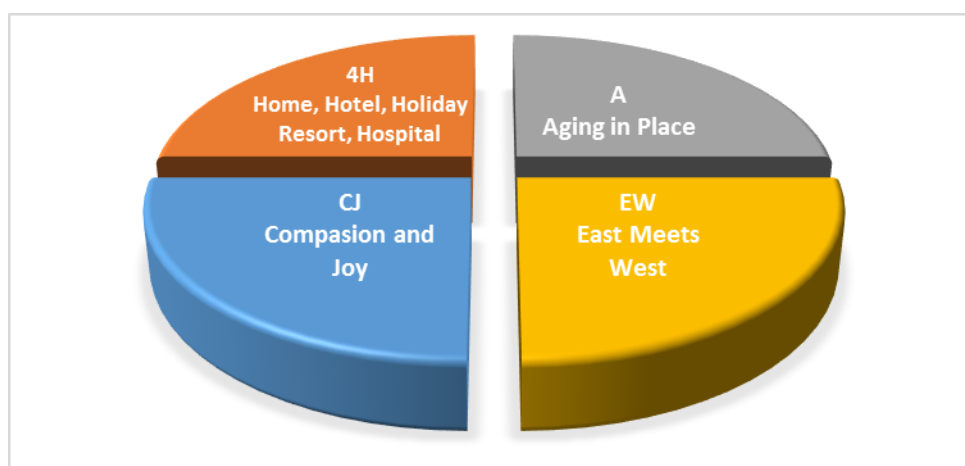 4H
Home, Hotel, Holiday
Resort, Hospital
A
Aging in Place
CJ
Compasion and
Joy
EW
East Meets
West